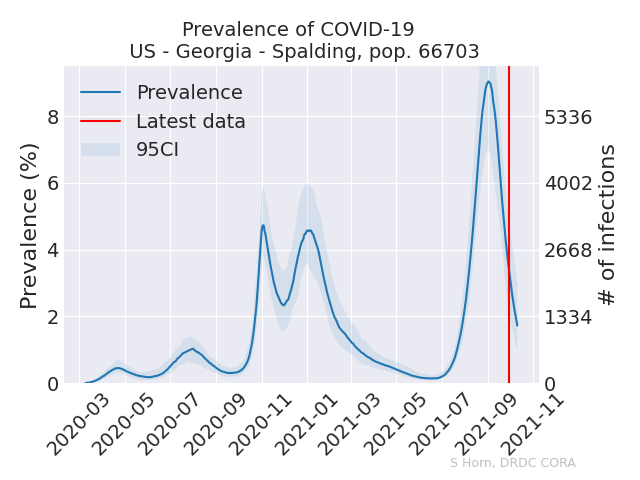 Prevalence of COVID-19
US - Georgia - Spalding, pop. 66703
Prevalence
Latest data
95CI
Prevalence (%)
8
6
4
2
0
5336
4002
2668
1334
0
# of infections
2020-03
2020-05
2020-07
2020-09
2020-11
2021-01
2021-03
2021-05
2021-07
2021-09
2021-11
S Horn, DRDC CORA